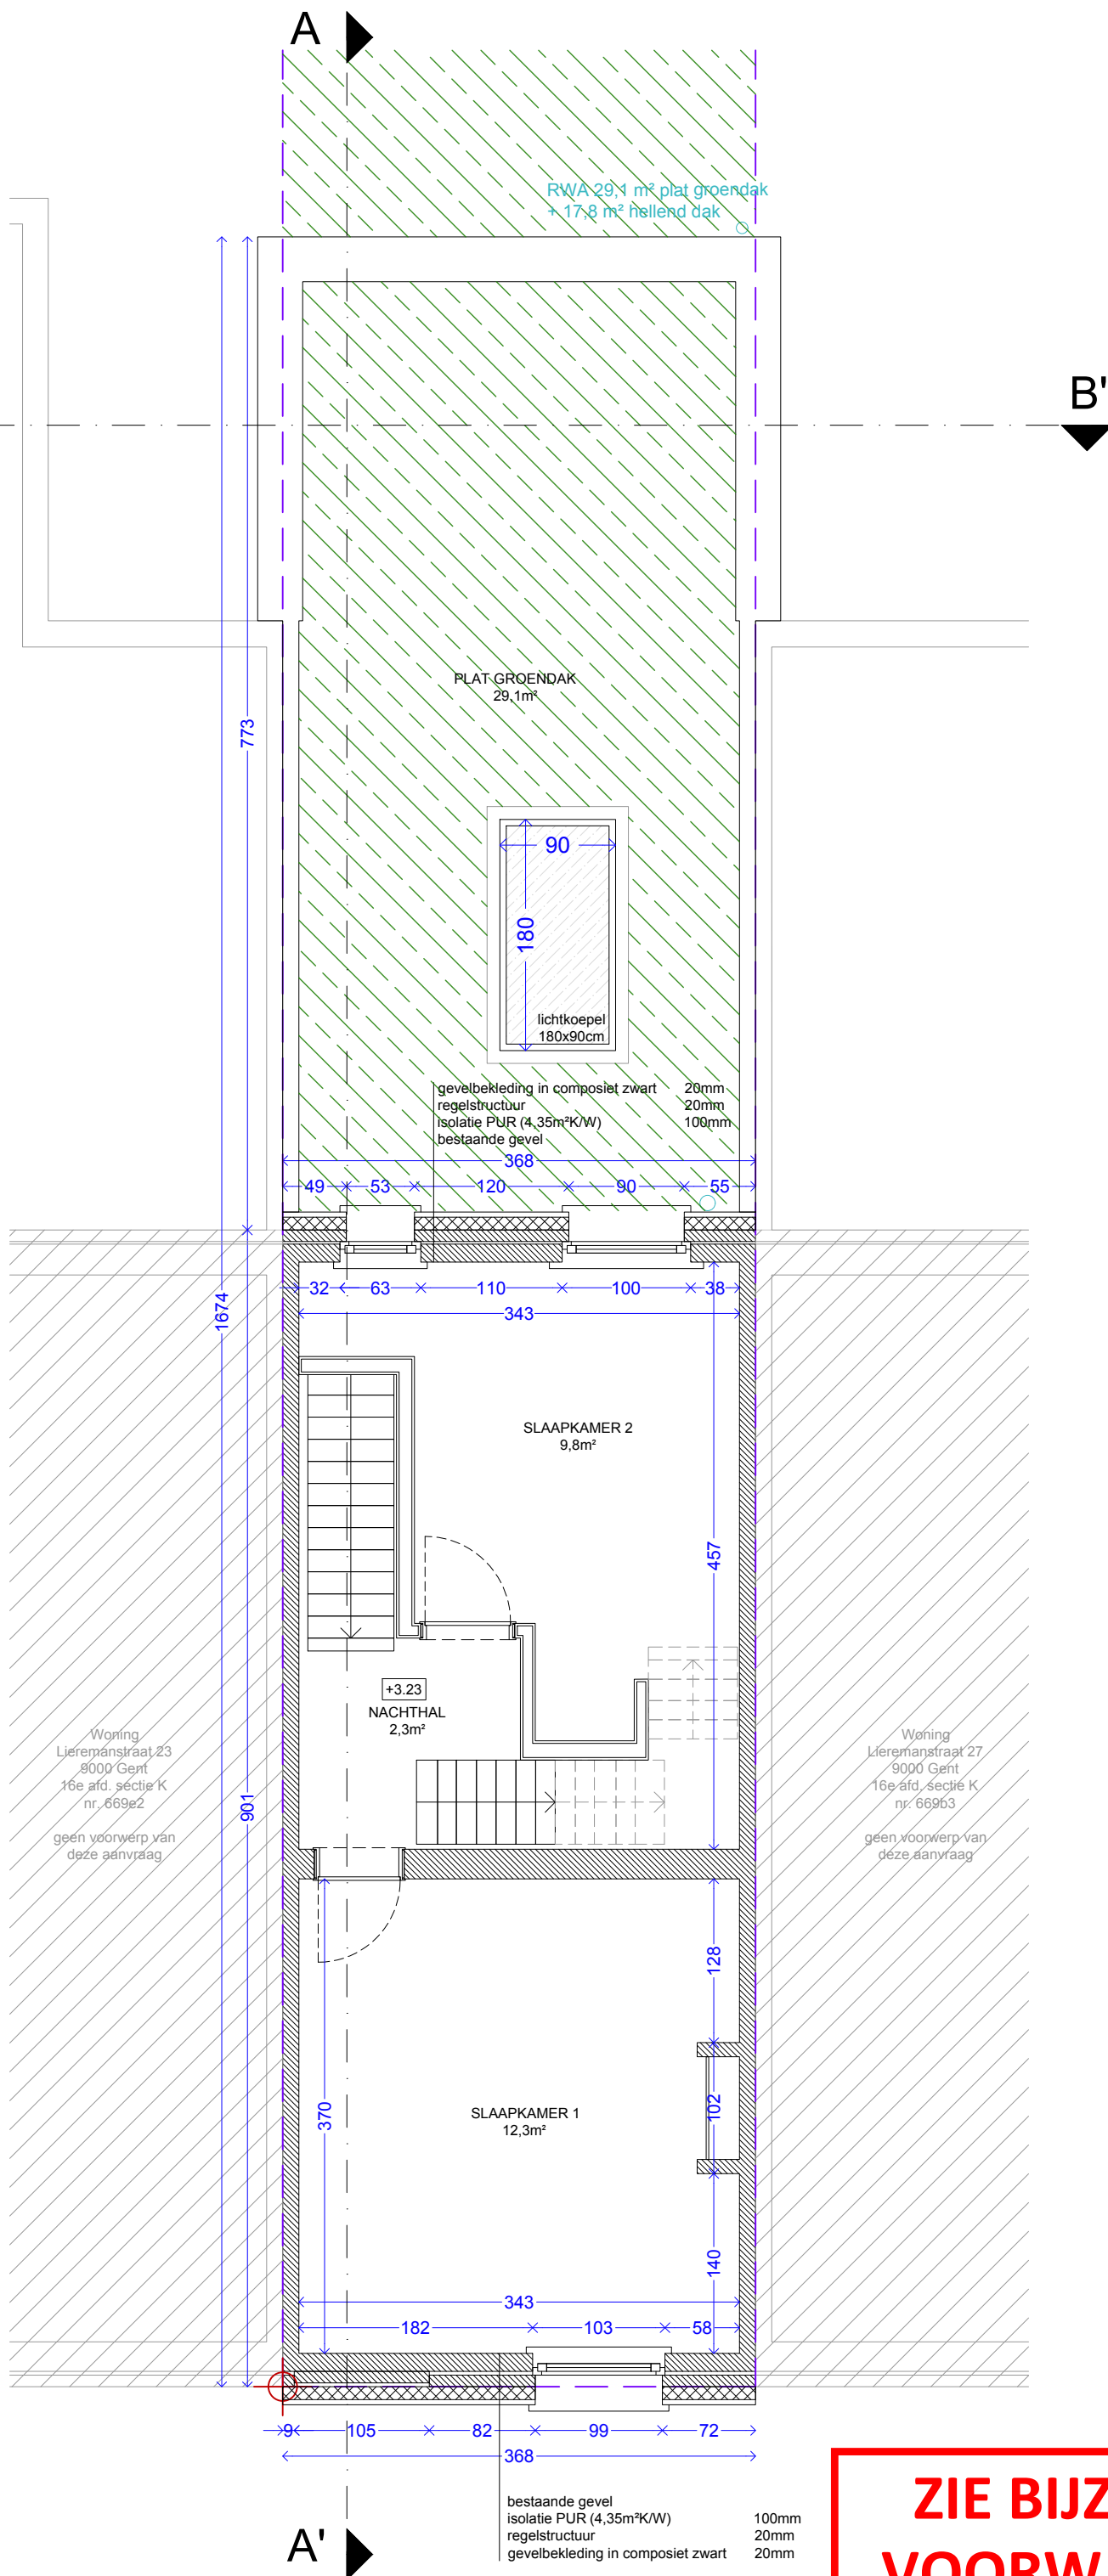 A
RWA 29,1 m² plat groendak
+ 17,8 m² hellend dak
B'
773
1674
PLAT GROENDAK
29,1m²
90
180
lichtkoepel
180x90cm
gevelbekleding in composiet zwart 20mm
regelstructuur 20mm
isolatie PUR (4,35m²K/W) 100mm
bestaande gevel
368
49 53 120 90 55
32 63 110 100 38
343
SLAAPKAMER 2
9,8m²
457
+3.23
NACHTHAL
2,3m²
901
Woning
Lieremanstraat 23
9000 Gent
16e afd. sectie K
nr. 669e2
geen voorwerp van
deze aanvraag
Woning
Lieremanstraat 27
9000 Gent
16e afd. sectie K
nr. 669b3
geen voorwerp van
deze aanvraag
128
102
370
SLAAPKAMER 1
12,3m²
140
343
182 103 58
9 105 82 99 72
368
bestaande gevel
isolatie PUR (4,35m²K/W) 100mm
regelstructuur 20mm
gevelbekleding in composiet zwart 20mm
A'
ZIE BIJZ
VOORW